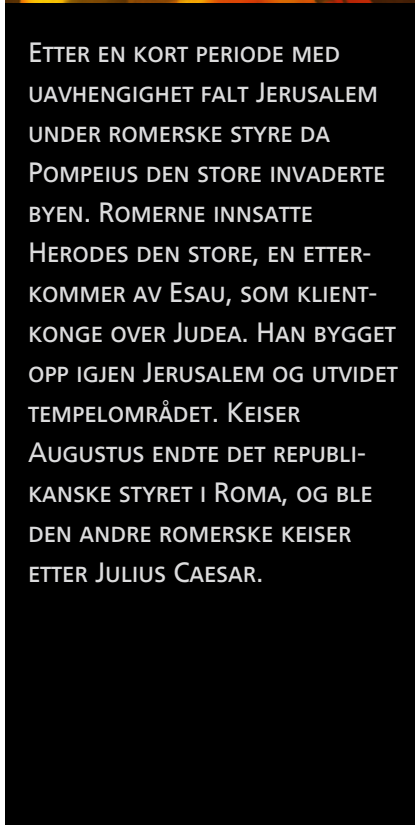 Etter en kort periode med
uavhengighet falt Jerusalem
under romerske styre da
Pompeius den store invaderte
byen. Romerne innsatte
Herodes den store, en etter-
kommer av Esau, som klient-
konge over Judea. Han bygget
opp igjen Jerusalem og utvidet
tempelområdet. Keiser
Augustus endte det republi-
kanske styret i Roma, og ble
den andre romerske keiser
etter Julius Caesar.